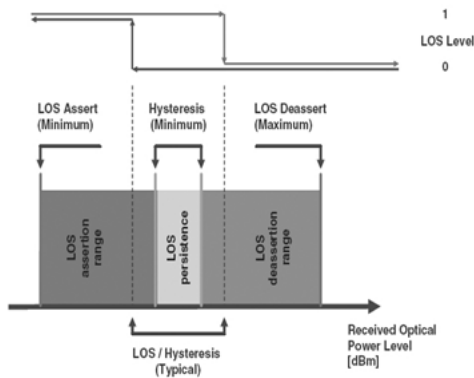 1
LOS Level
0
LOS Assert
(Minimum)
Hysteresis
(Minimum)
LOS Deassert
(Maximum)
LOS
assertion
range
LOS
persistence
LOS
deassertion
range
LOS / Hysteresis
(Typical)
Received Optical
Power Level
[dBm]